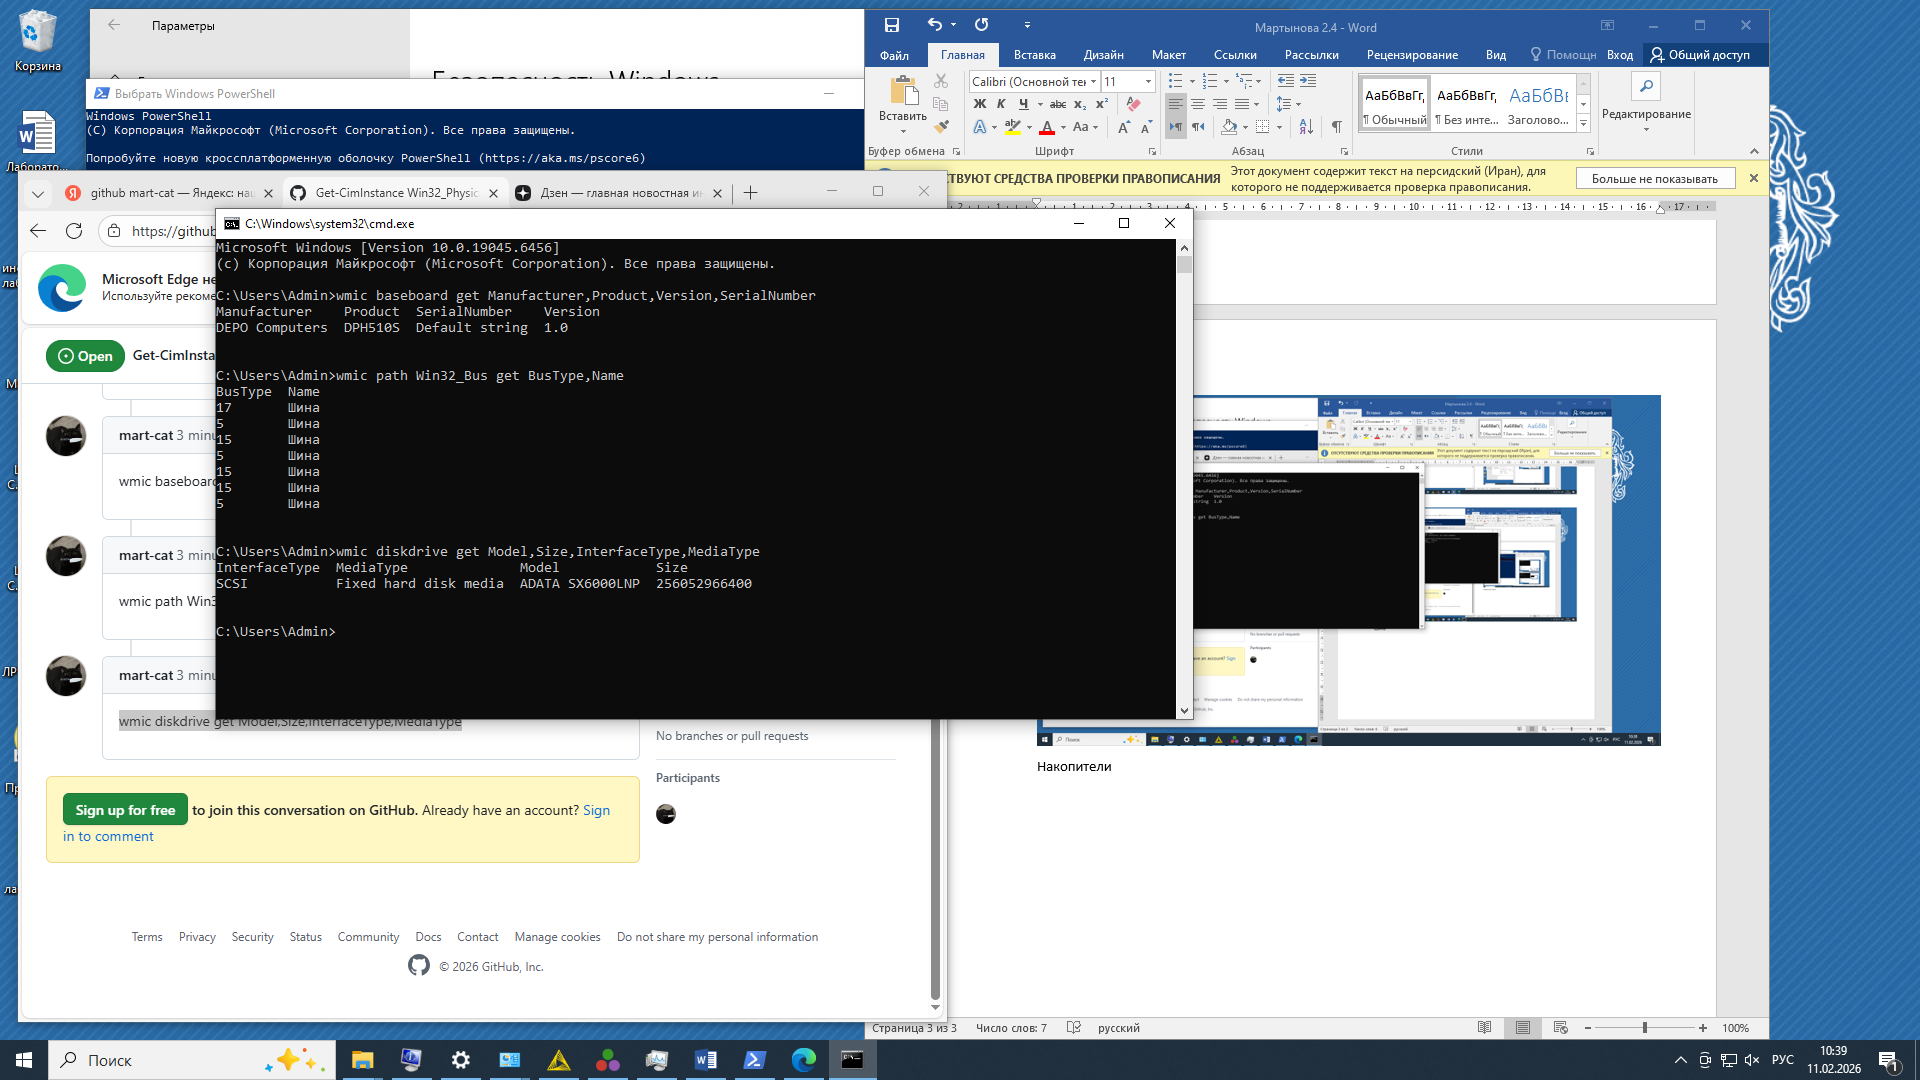 Корзина
Параметры
Выбрать Windows PowerShell
Windows PowerShell
(C) Корпорация Майкрософт (Microsoft Corporation). Все права защищены.
Попробуйте новую кроссплатформенную оболочку PowerShell (https://aka.ms/pscore6)
Мартынова 2.4 - Word
Файл Главная Вставка Дизайн Макет Ссылки Рассылки Рецензирование Вид Помощн Вход Общий доступ
Вставить
Calibri (Основной тек 11
Ж К Ч abc x₂ x²
Aa
АаБбВвГг, АаБбВвГг, АаБбВв
¶ Обычный ¶ Без инте... Заголово...
Редактирование
Буфер обмена Шрифт Абзац Стили
СТВУЮТ СРЕДСТВА ПРОВЕРКИ ПРАВОПИСАНИЯ Этот документ содержит текст на персидский (Иран), для которого не поддерживается проверка правописания. Больше не показывать
github mart-cat — Яндекс: на
Get-CimInstance Win32_Physic
Дзен — главная новостная ин
https://github
Microsoft Edge не
Используйте рекоме
Open Get-CimInsta
mart-cat 3 minu
wmic baseboard
mart-cat 3 minu
wmic path Win3
mart-cat 3 minu
wmic diskdrive get Model,Size,InterfaceType,MediaType
No branches or pull requests
Participants
Sign up for free to join this conversation on GitHub. Already have an account? Sign
in to comment
Terms Privacy Security Status Community Docs Contact Manage cookies Do not share my personal information
© 2026 GitHub, Inc.
C:\Windows\system32\cmd.exe
Microsoft Windows [Version 10.0.19045.6456]
(c) Корпорация Майкрософт (Microsoft Corporation). Все права защищены.
C:\Users\Admin>wmic baseboard get Manufacturer,Product,Version,SerialNumber
Manufacturer Product SerialNumber Version
DEPO Computers DPH510S Default string 1.0
C:\Users\Admin>wmic path Win32_Bus get BusType,Name
BusType Name
17 Шина
5 Шина
15 Шина
5 Шина
15 Шина
15 Шина
5 Шина
C:\Users\Admin>wmic diskdrive get Model,Size,InterfaceType,MediaType
InterfaceType MediaType Model Size
SCSI Fixed hard disk media ADATA SX6000LNP 256052966400
C:\Users\Admin>
Накопители
Страница 3 из 3 Число слов: 7 русский 100%
Поиск
РУС
10:39
11.02.2026